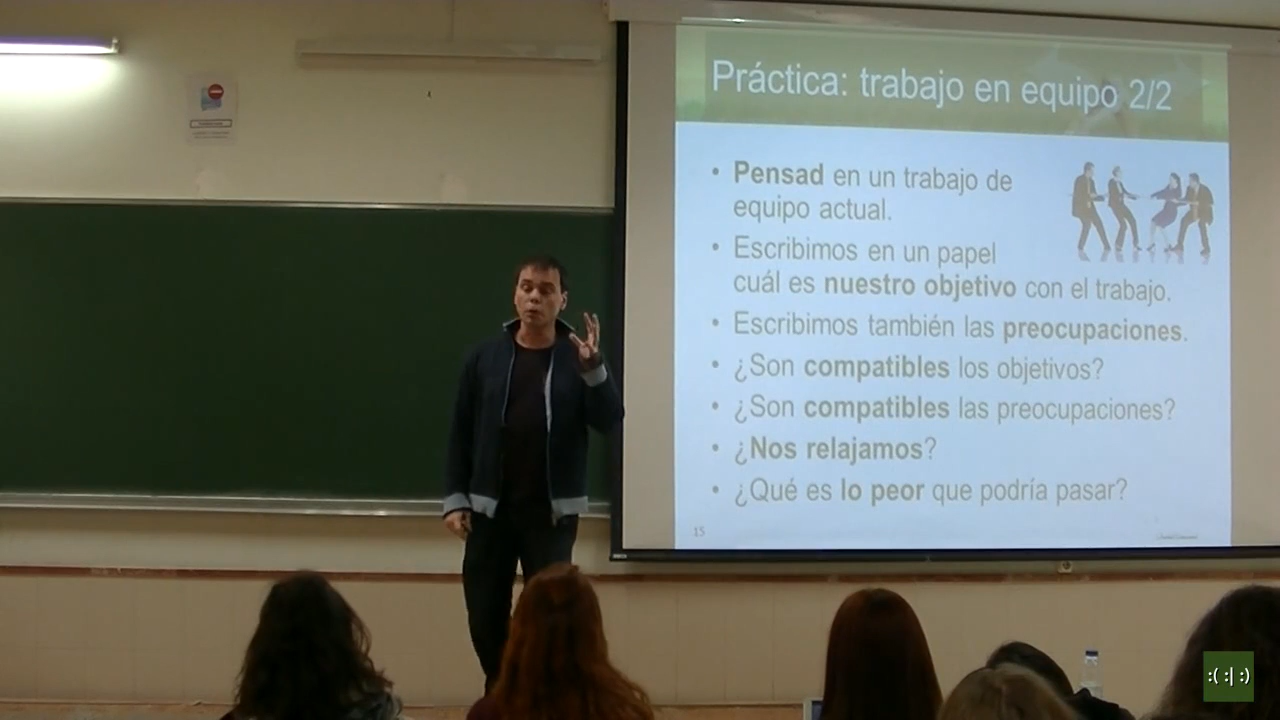 Práctica: trabajo en equipo 2/2
• Pensad en un trabajo de
equipo actual.
• Escribimos en un papel
cuál es nuestro objetivo con el trabajo.
• Escribimos también las preocupaciones.
• ¿Son compatibles los objetivos?
• ¿Son compatibles las preocupaciones?
• ¿Nos relajamos?
• ¿Qué es lo peor que podría pasar?
15
:( :| :)